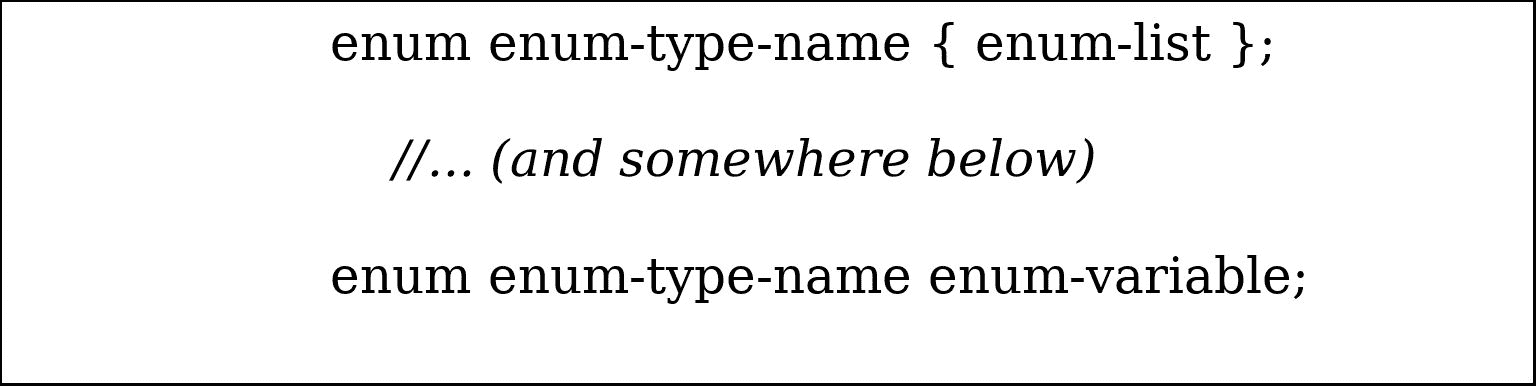 enum enum-type-name { enum-list };
//... (and somewhere below)
enum enum-type-name enum-variable;